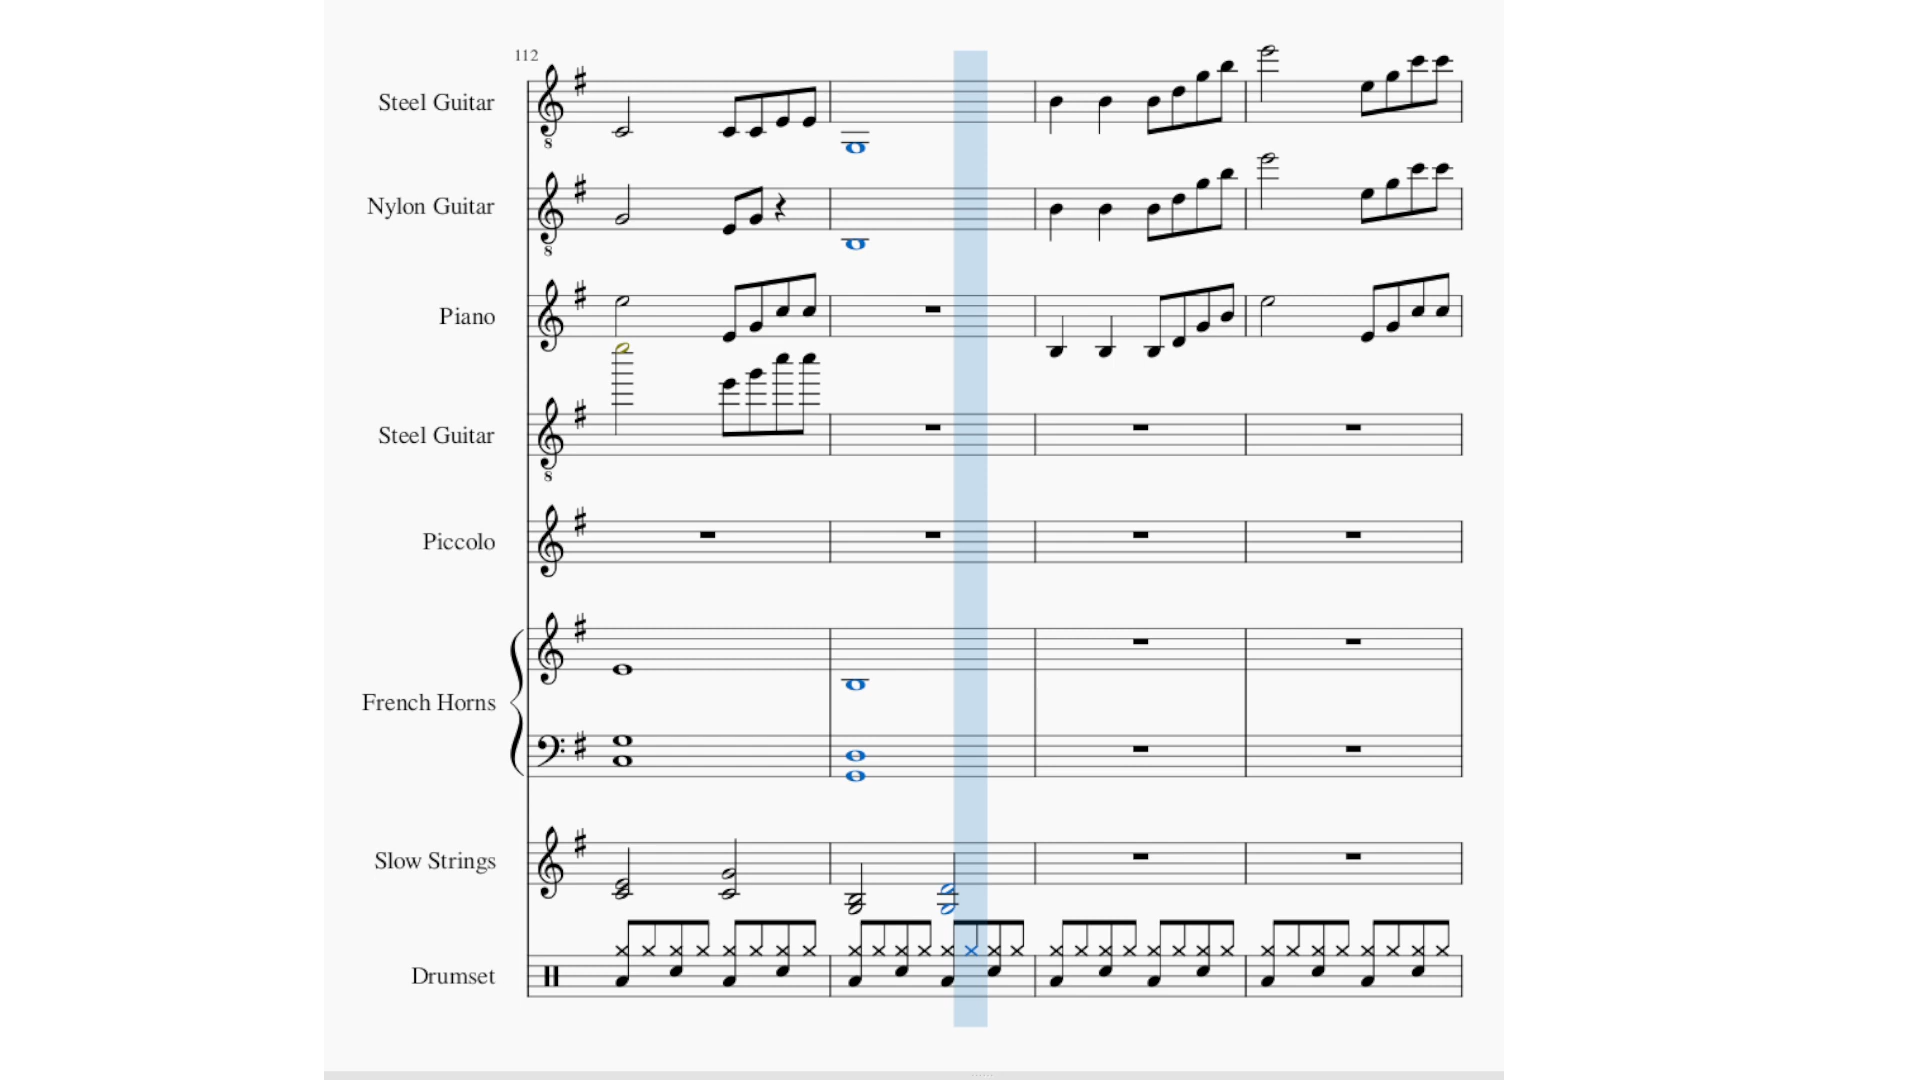 112
Steel Guitar
8
Nylon Guitar
8
Piano
Steel Guitar
8
Piccolo
French Horns
Slow Strings
Drumset